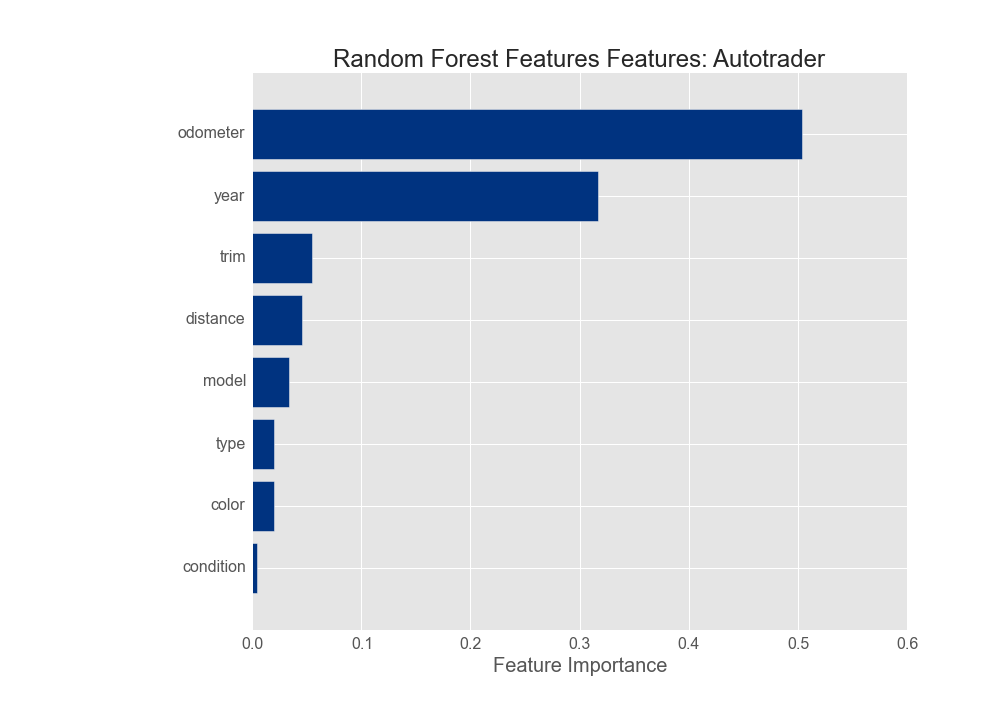 Random Forest Features Features: Autotrader
odometer
year
trim
distance
model
type
color
condition
0.0 0.1 0.2 0.3 0.4 0.5 0.6
Feature Importance